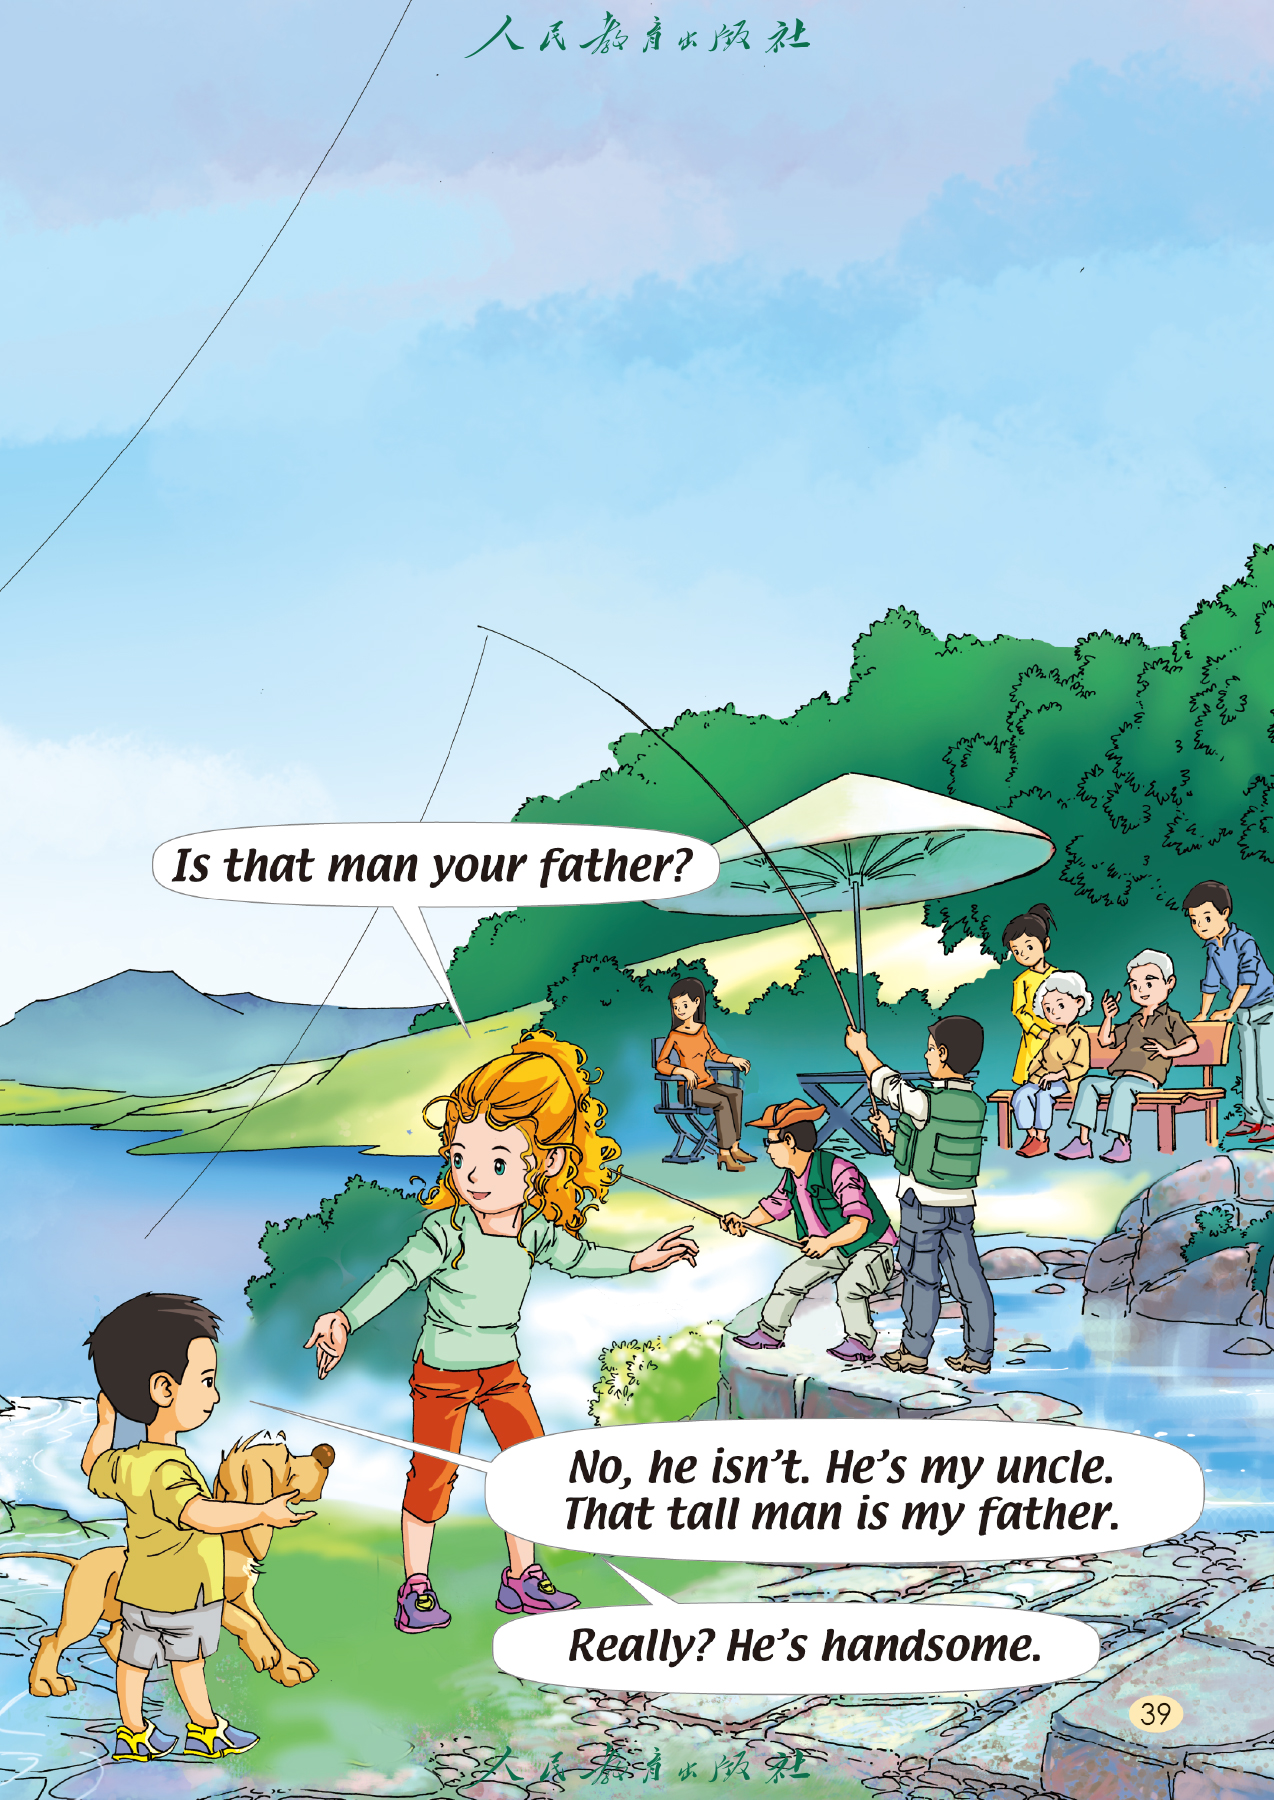 人民教育出版社
Is that man your father?
No, he isn't. He's my uncle.
That tall man is my father.
Really? He's handsome.
39
人民教育出版社